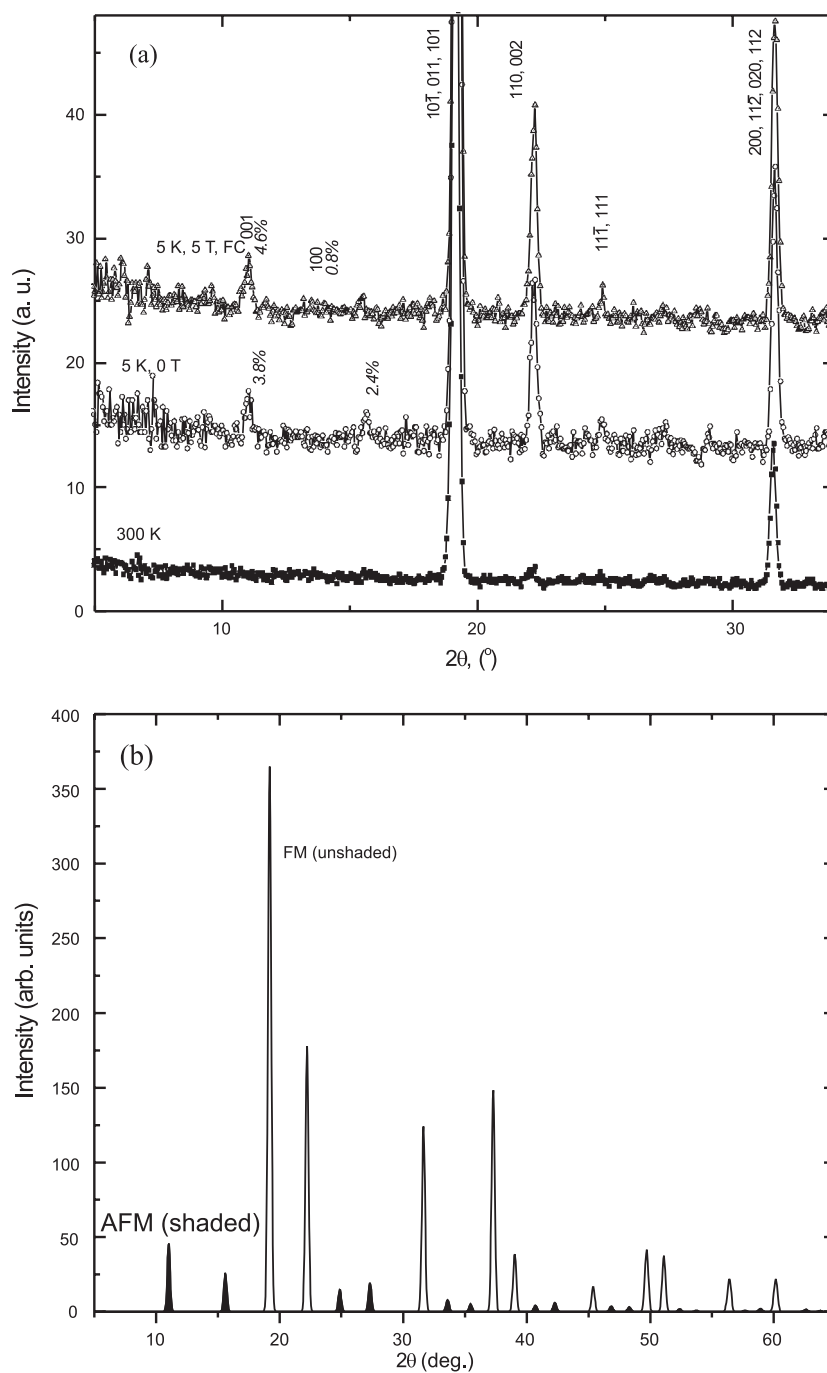 (a)
101̄, 011, 101
110, 002
200, 112̄, 020, 112
5 K, 5 T, FC
001
4.6%
100
0.8%
111̄, 111
5 K, 0 T
3.8%
2.4%
300 K
Intensity (a. u.)
40
30
20
10
0
10
20
30
2θ, (°)
(b)
FM (unshaded)
AFM (shaded)
Intensity (arb. units)
400
350
300
250
200
150
100
50
0
10
20
30
40
50
60
2θ (deg.)